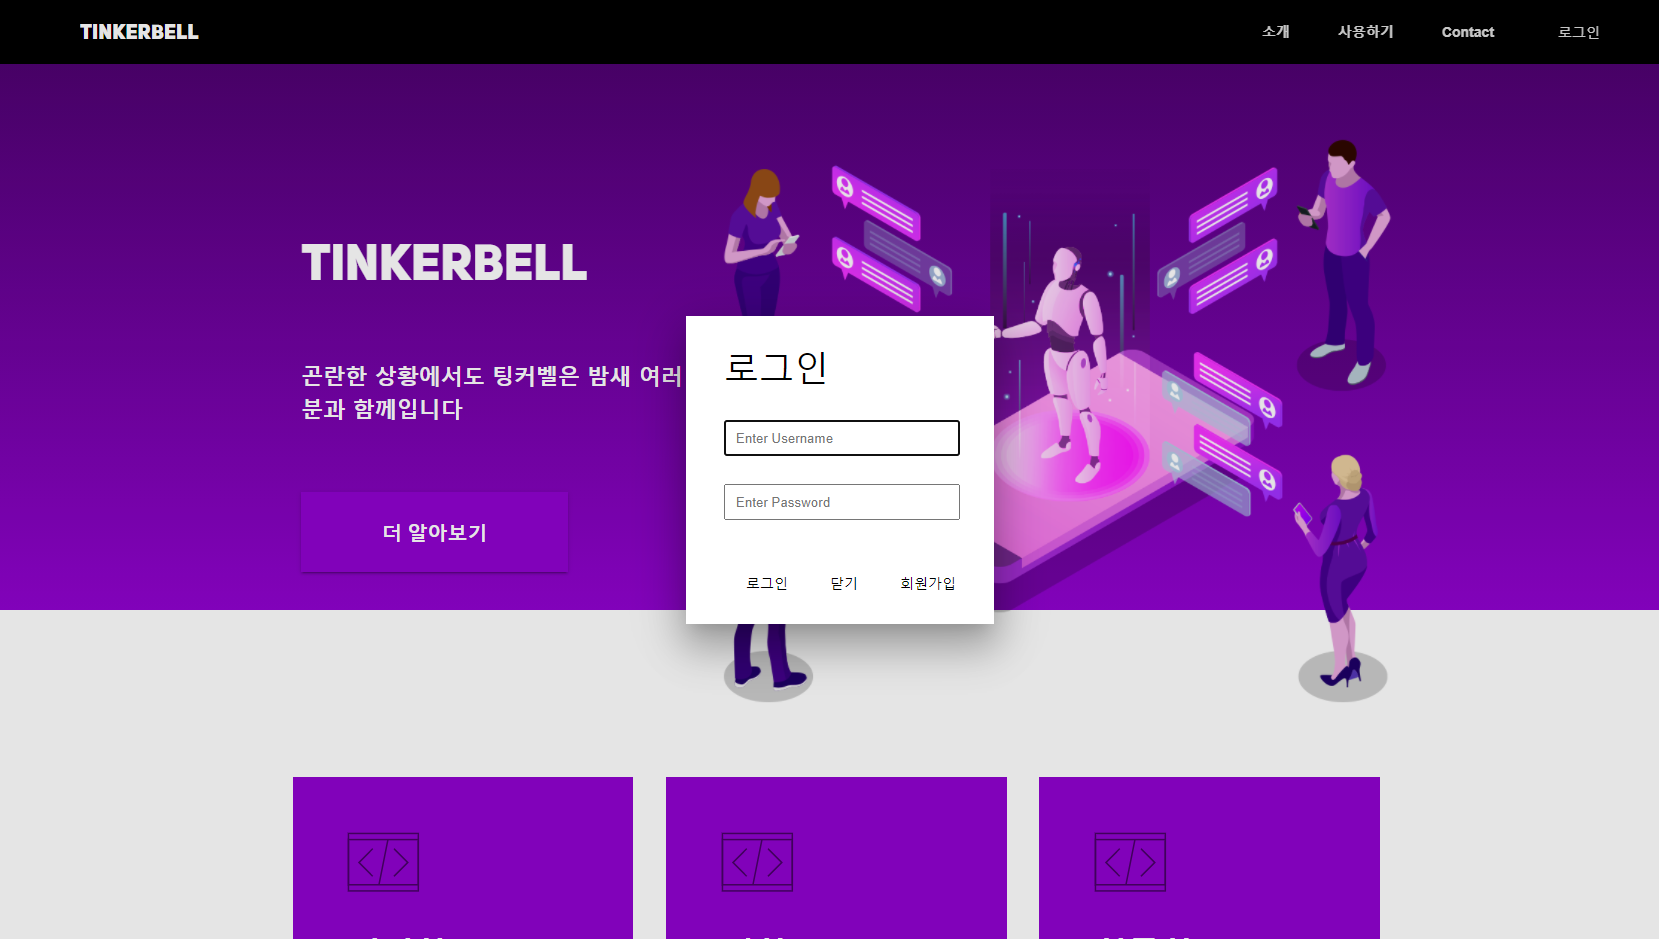 TINKERBELL
소개
사용하기
Contact
로그인
TINKERBELL
곤란한 상황에서도 팅커벨은 밤새 여러
분과 함께입니다
더 알아보기
로그인
Enter Username
Enter Password
로그인
닫기
회원가입